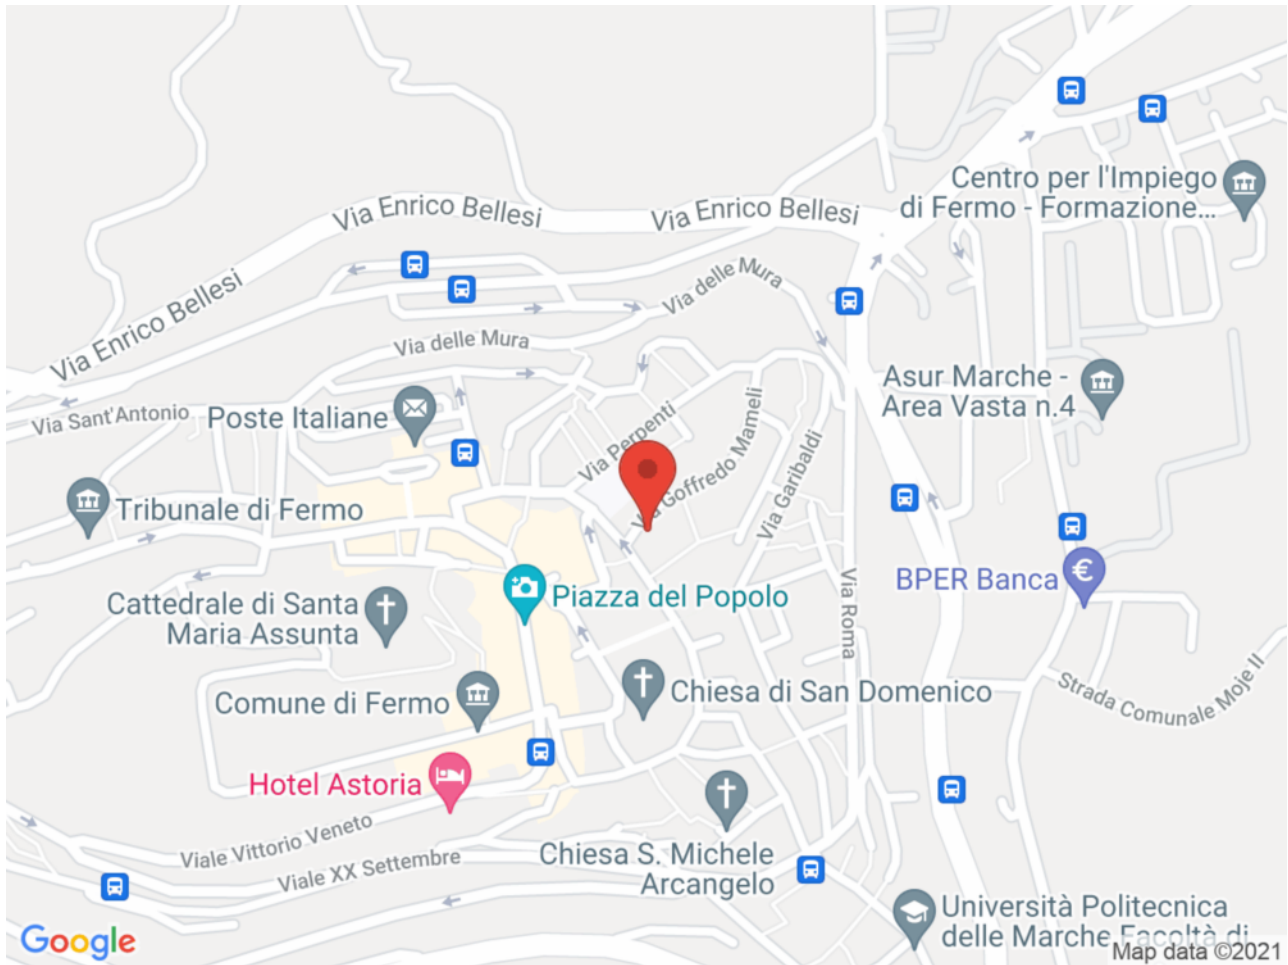 Centro per l'Impiego
di Fermo - Formazione...
Via Enrico Bellesi
Via Enrico Bellesi
Via Enrico Bellesi
Via delle Mura
Via delle Mura
Asur Marche -
Area Vasta n.4
Via Sant'Antonio
Poste Italiane
Via Perpenti
Via Goffredo Mameli
Via Garibaldi
Tribunale di Fermo
BPER Banca
Piazza del Popolo
Cattedrale di Santa
Maria Assunta
Via Roma
Chiesa di San Domenico
Strada Comunale Moje II
Comune di Fermo
Hotel Astoria
Viale Vittorio Veneto
Viale XX Settembre
Chiesa S. Michele
Arcangelo
Università Politecnica
delle Marche Facoltà di
Google
Map data ©2021